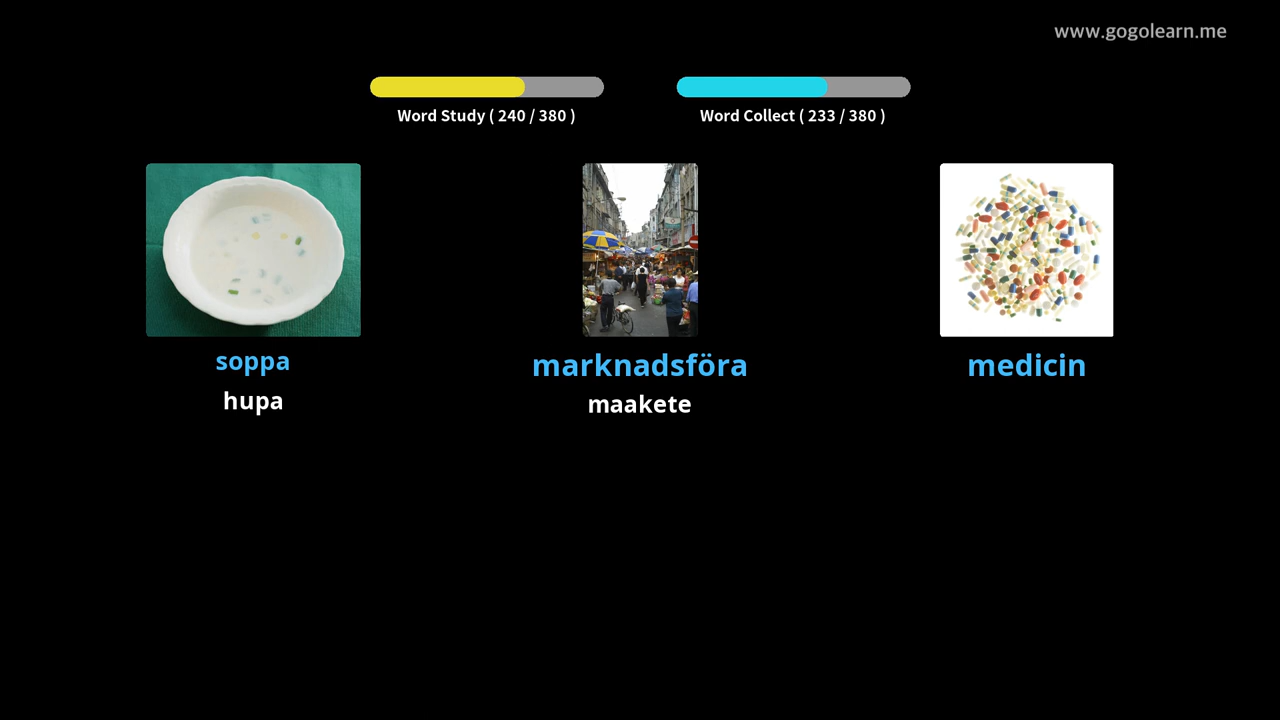 www.gogolearn.me
Word Study ( 240 / 380 )
Word Collect ( 233 / 380 )
soppa
hupa
marknadsföra
maakete
medicin